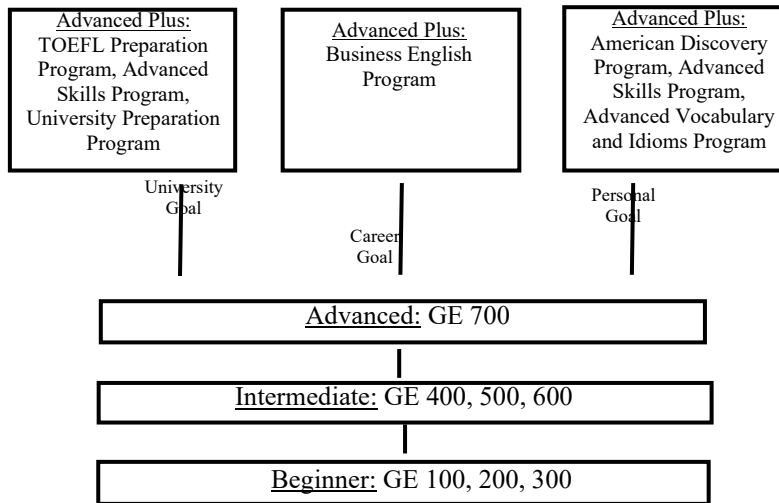 Advanced Plus:
TOEFL Preparation
Program, Advanced
Skills Program,
University Preparation
Program
Advanced Plus:
Business English
Program
Advanced Plus:
American Discovery
Program, Advanced
Skills Program,
Advanced Vocabulary
and Idioms Program
University
Goal
Career
Goal
Personal
Goal
Advanced: GE 700
Intermediate: GE 400, 500, 600
Beginner: GE 100, 200, 300